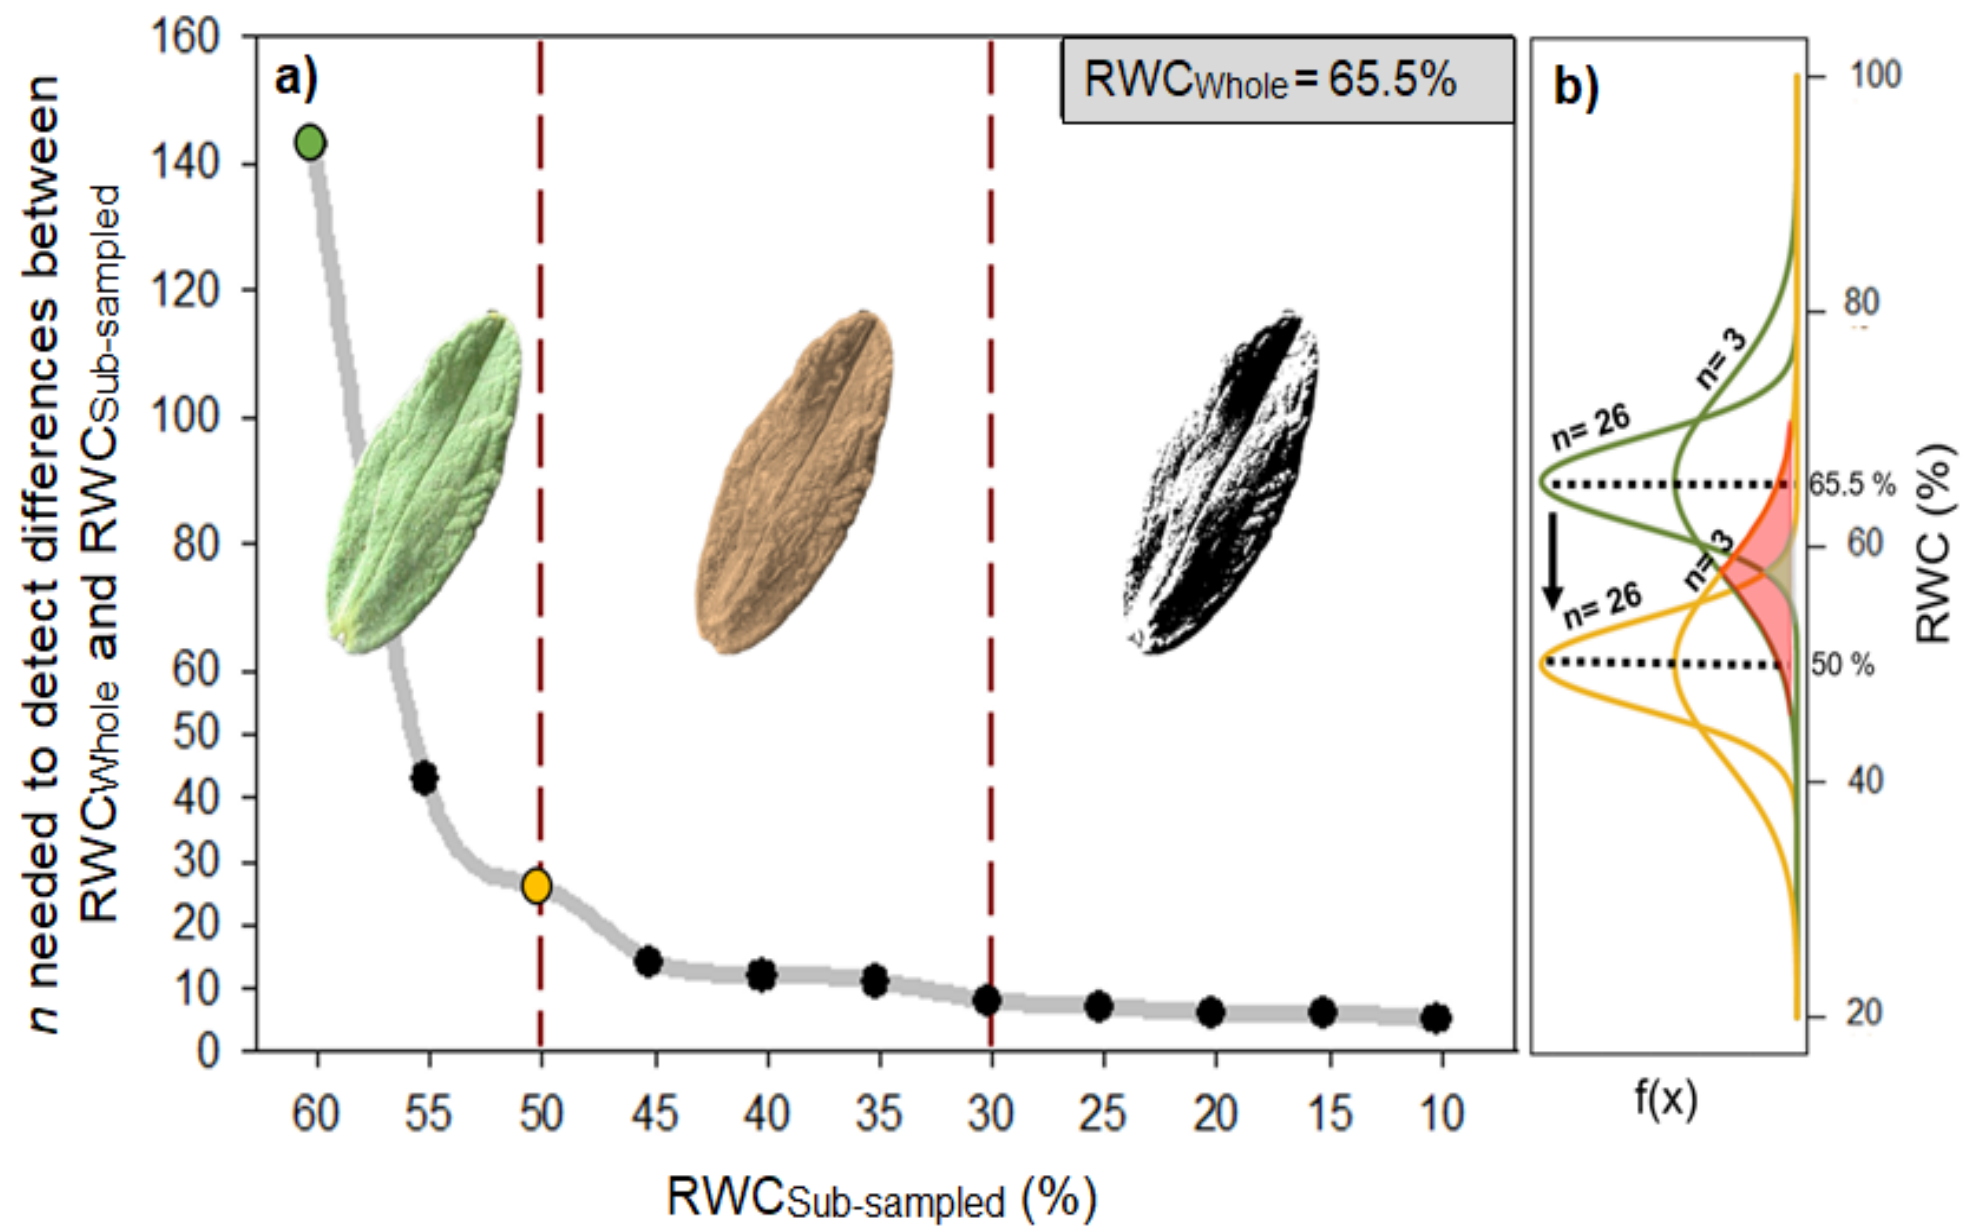 n needed to detect differences between
RWCWhole and RWCSub-sampled
160
140
120
100
80
60
50
40
30
20
10
0
a)
RWCWhole = 65.5%
60 55 50 45 40 35 30 25 20 15 10
RWCSub-sampled (%)
b)
n= 3
n= 26
n= 3
n= 26
100
80
65.5 %
60
50 %
40
20
RWC (%)
f(x)